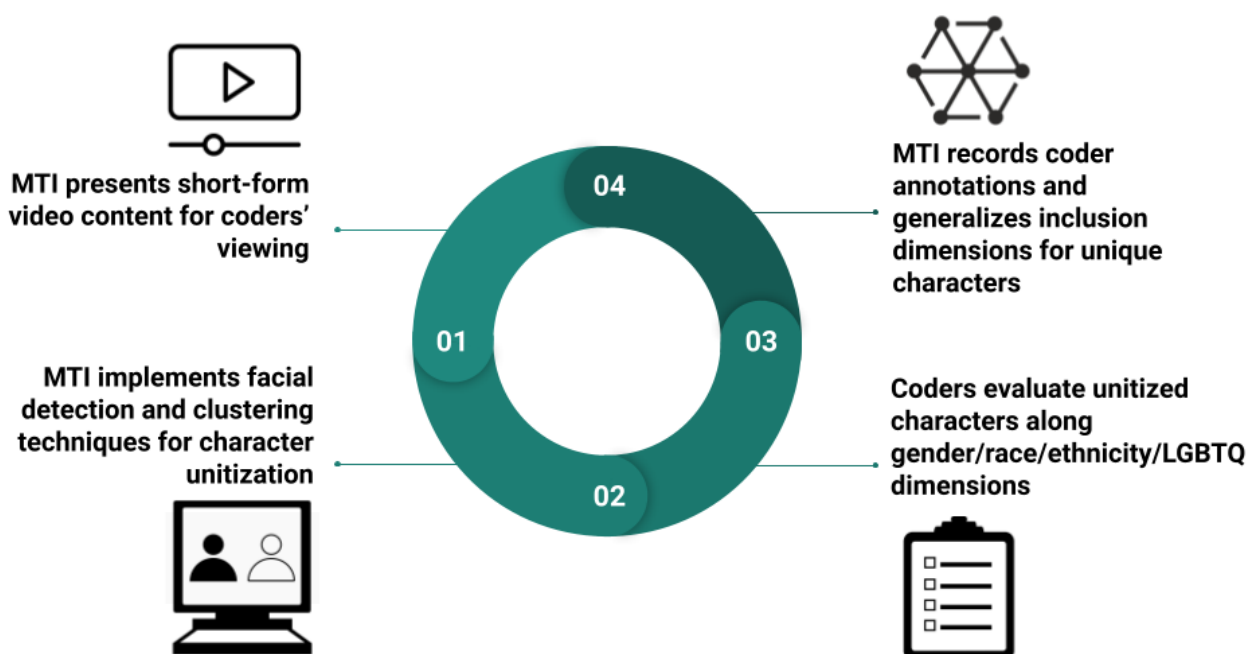 MTI presents short-form
video content for coders’
viewing
01
MTI implements facial
detection and clustering
techniques for character
unitization
02
Coders evaluate unitized
characters along
gender/race/ethnicity/LGBTQ
dimensions
03
MTI records coder
annotations and
generalizes inclusion
dimensions for unique
characters
04